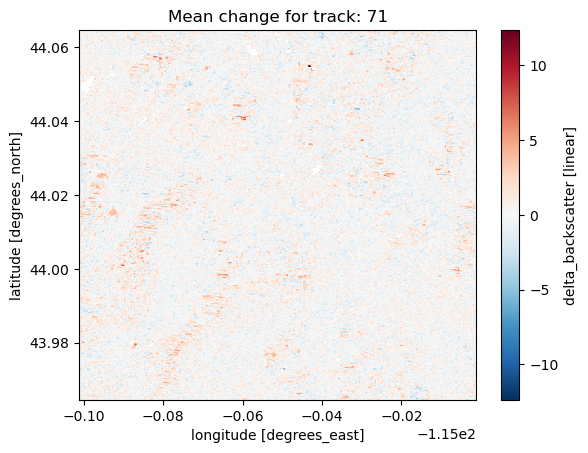 Mean change for track: 71
44.06
44.04
44.02
44.00
43.98
latitude [degrees_north]
−0.10 −0.08 −0.06 −0.04 −0.02
longitude [degrees_east]
−1.15e2
10
5
0
−5
−10
delta_backscatter [linear]